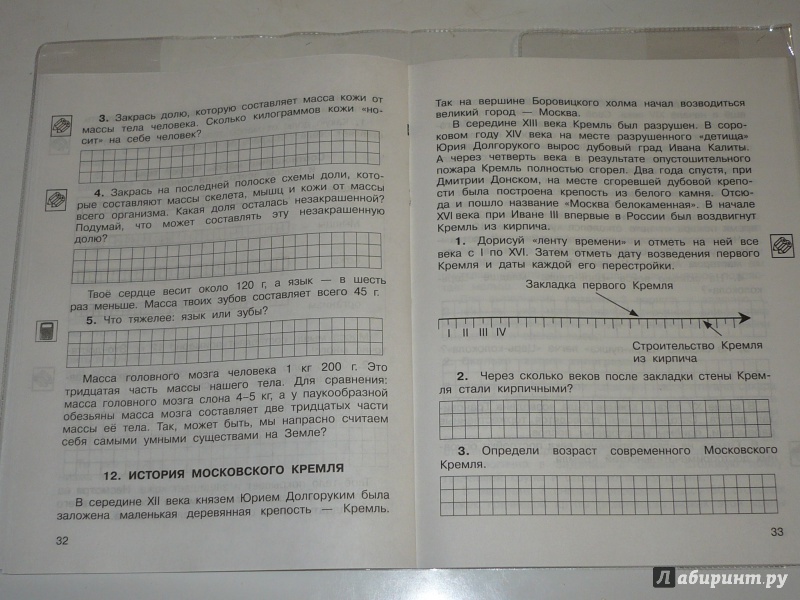 3. Закрась долю, которую составляет масса кожи от
массы тела человека. Сколько килограммов кожи «но-
сит» на себе человек?
4. Закрась на последней полоске схемы доли, кото-
рые составляют массы скелета, мышц и кожи от массы
всего организма. Какая доля осталась незакрашенной?
Подумай, что может составлять эту незакрашенную
долю?
Твоё сердце весит около 120 г, а язык — в шесть
раз меньше. Масса твоих зубов составляет всего 45 г.
5. Что тяжелее: язык или зубы?
Масса головного мозга человека 1 кг 200 г. Это
тридцатая часть массы нашего тела. Для сравнения:
масса головного мозга слона 4–5 кг, а у паукообразной
обезьяны масса мозга составляет две тридцатых части
массы её тела. Так, может быть, мы напрасно считаем
себя самыми умными существами на Земле?
12. ИСТОРИЯ МОСКОВСКОГО КРЕМЛЯ
В середине XII века князем Юрием Долгоруким была
заложена маленькая деревянная крепость — Кремль.
32
Так на вершине Боровицкого холма начал возводиться
великий город — Москва.
В середине XIII века Кремль был разрушен. В соро-
ковом году XIV века на месте разрушенного «детища»
Юрия Долгорукого вырос дубовый град Ивана Калиты.
А через четверть века в результате опустошительного
пожара Кремль полностью сгорел. Два года спустя, при
Дмитрии Донском, на месте сгоревшей дубовой крепо-
сти была построена крепость из белого камня. Отсю-
да и пошло название «Москва белокаменная». В начале
XVI века при Иване III впервые в России был воздвигнут
Кремль из кирпича.
1. Дорисуй «ленту времени» и отметь на ней все
века с I по XVI. Затем отметь дату возведения первого
Кремля и даты каждой его перестройки.
Закладка первого Кремля
I II III IV
Строительство Кремля
из кирпича
2. Через сколько веков после закладки стены Крем-
ля стали кирпичными?
3. Определи возраст современного Московского
Кремля.
33
Лабиринт.ру